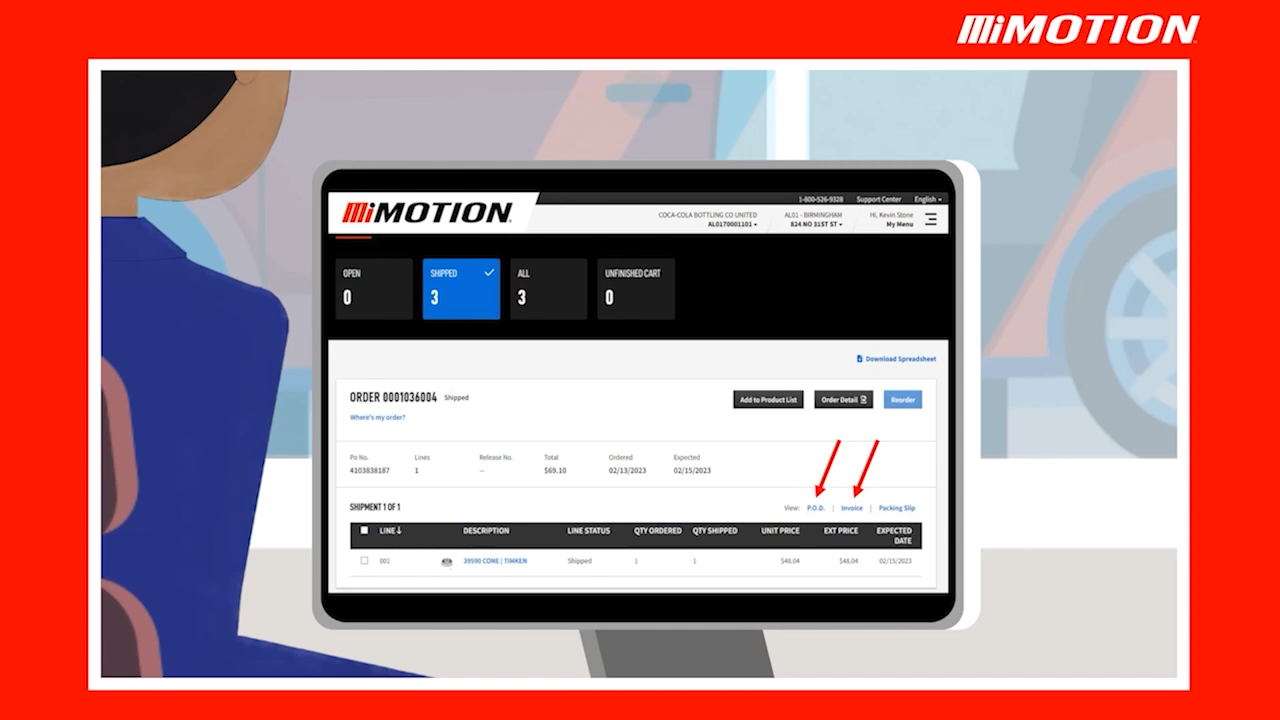 MiMOTION
MiMOTION
1-800-526-9328 Support Center English
COCA-COLA BOTTLING CO UNITED AL01 - BIRMINGHAM Hi, Kevin Stone
AL0170001101 824 NO 31ST ST My Menu
OPEN SHIPPED ALL UNFINISHED CART
0 3 3 0
Download Spreadsheet
ORDER 0001036004 Shipped Add to Product List Order Detail Reorder
Where's my order?
Po No. Lines Release No. Total Ordered Expected
4103838187 1 -- $69.10 02/13/2023 02/15/2023
SHIPMENT 1 OF 1 View: P.O.D. | Invoice | Packing Slip
LINE↓ DESCRIPTION LINE STATUS QTY ORDERED QTY SHIPPED UNIT PRICE EXT PRICE EXPECTED
DATE
001 39590 CONE | TIMKEN Shipped 1 1 $48.04 $48.04 02/15/2023